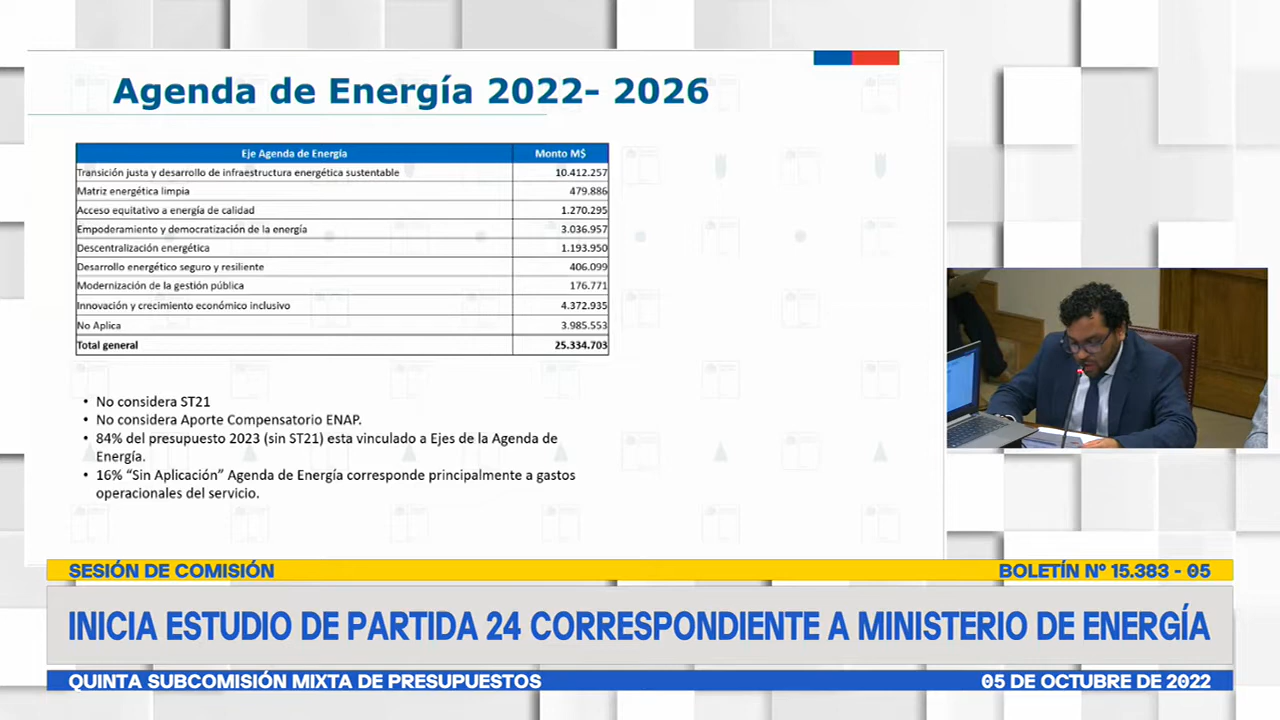 Agenda de Energía 2022- 2026
Eje Agenda de Energía Monto M$
Transición justa y desarrollo de infraestructura energética sustentable 10.412.257
Matriz energética limpia 479.886
Acceso equitativo a energía de calidad 1.270.295
Empoderamiento y democratización de la energía 3.036.957
Descentralización energética 1.193.950
Desarrollo energético seguro y resiliente 406.099
Modernización de la gestión pública 176.771
Innovación y crecimiento económico inclusivo 4.372.935
No Aplica 3.985.553
Total general 25.334.703
• No considera ST21
• No considera Aporte Compensatorio ENAP.
• 84% del presupuesto 2023 (sin ST21) esta vinculado a Ejes de la Agenda de
Energía.
• 16% “Sin Aplicación” Agenda de Energía corresponde principalmente a gastos
operacionales del servicio.
SESIÓN DE COMISIÓN BOLETÍN N° 15.383 - 05
INICIA ESTUDIO DE PARTIDA 24 CORRESPONDIENTE A MINISTERIO DE ENERGÍA
QUINTA SUBCOMISIÓN MIXTA DE PRESUPUESTOS 05 DE OCTUBRE DE 2022